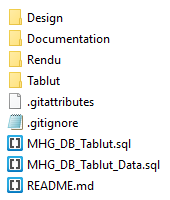 Design
Documentation
Rendu
Tablut
.gitattributes
.gitignore
MHG_DB_Tablut.sql
MHG_DB_Tablut_Data.sql
README.md